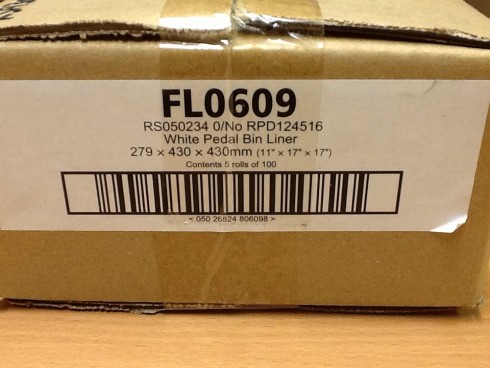 FL0609
RS050234 0/No RPD124516
White Pedal Bin Liner
279 × 430 × 430mm (11" × 17" × 17")
Contents 5 rolls of 100
< 050 26824 806098 >